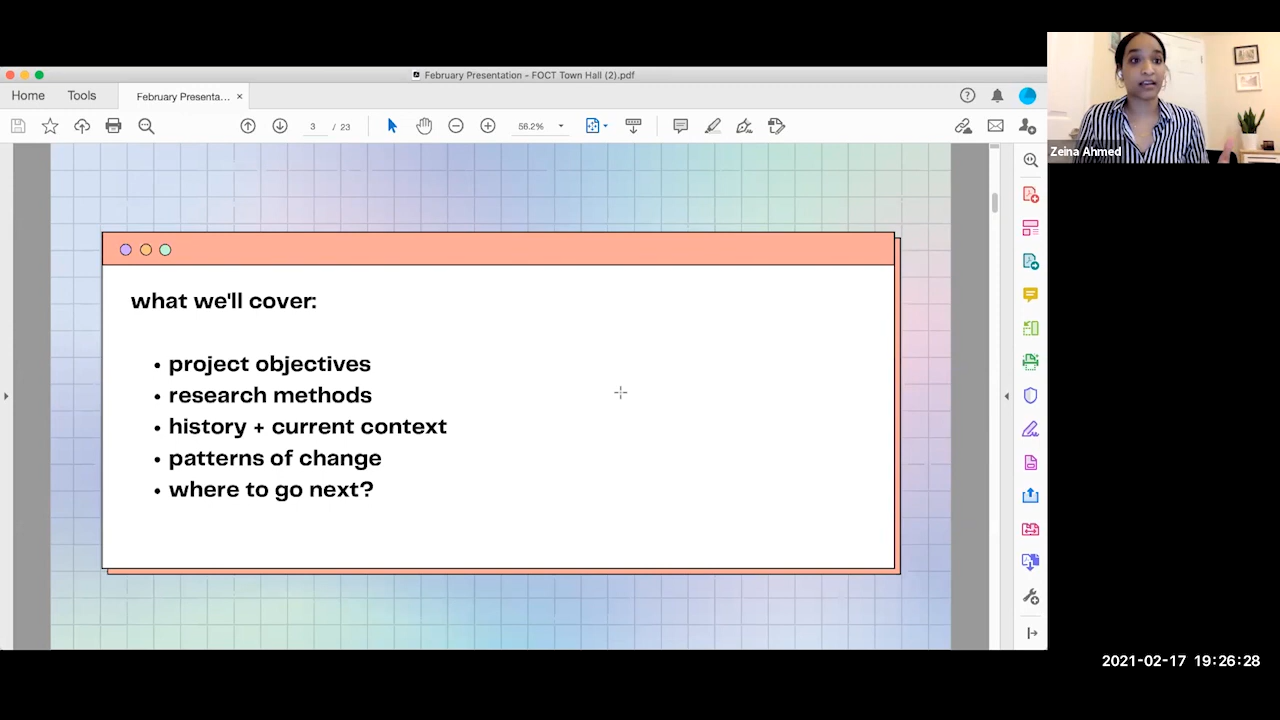 February Presentation - FOCT Town Hall (2).pdf
Home Tools February Presenta... ×
3 / 23 56.2%
what we'll cover:
• project objectives
• research methods
• history + current context
• patterns of change
• where to go next?
Zeina Ahmed
2021-02-17 19:26:28